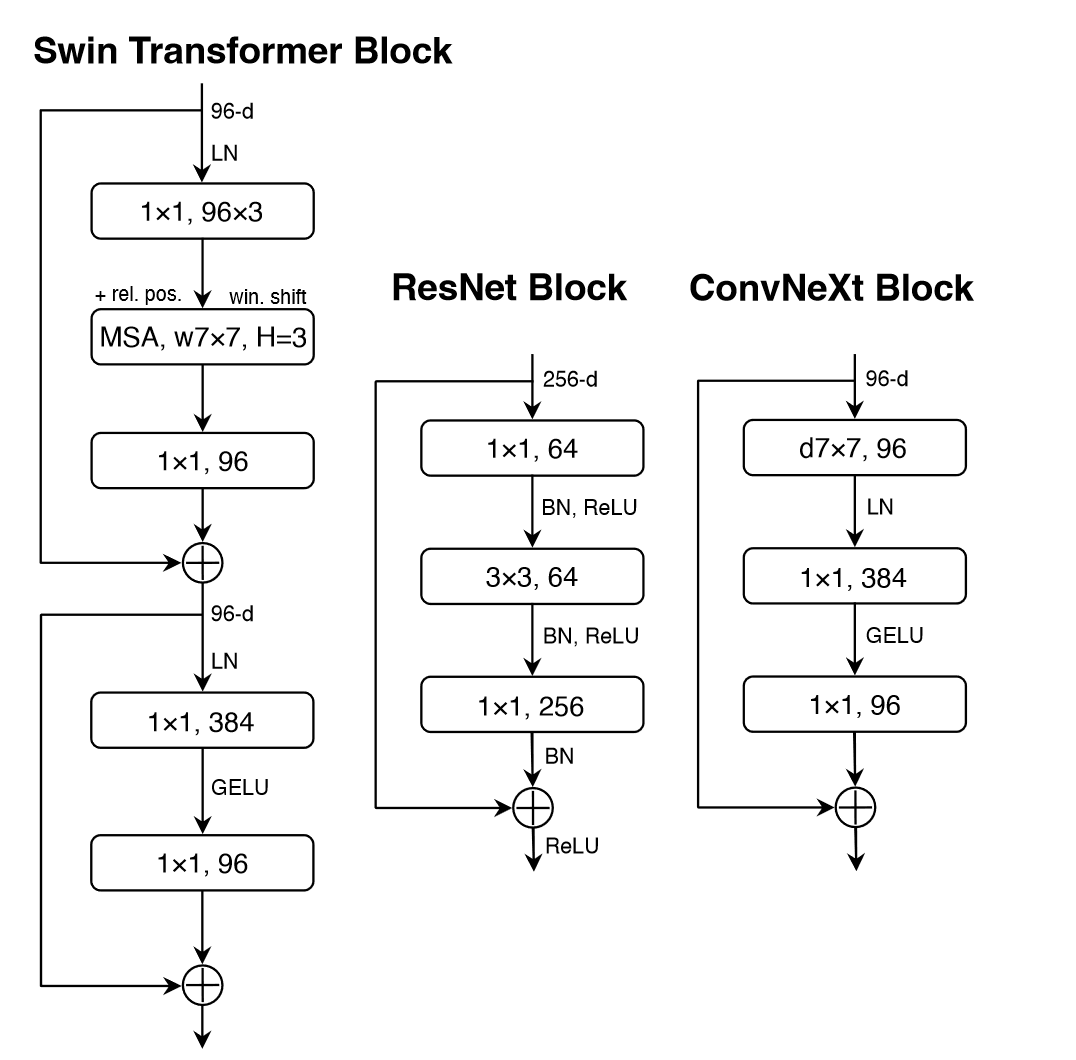 Swin Transformer Block
96-d
LN
1×1, 96×3
+ rel. pos.
win. shift
MSA, w7×7, H=3
1×1, 96
96-d
LN
1×1, 384
GELU
1×1, 96
ResNet Block
256-d
1×1, 64
BN, ReLU
3×3, 64
BN, ReLU
1×1, 256
BN
ReLU
ConvNeXt Block
96-d
d7×7, 96
LN
1×1, 384
GELU
1×1, 96